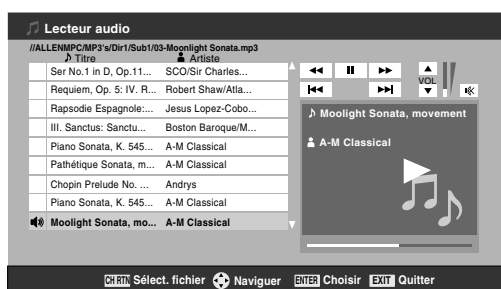 Lecteur audio
//ALLENMPC/MP3's/Dir1/Sub1/03-Moonlight Sonata.mp3
Titre Artiste
Ser No.1 in D, Op.11... SCO/Sir Charles...
Requiem, Op. 5: IV. R... Robert Shaw/Atla...
Rapsodie Espagnole:... Jesus Lopez-Cobo...
III. Sanctus: Sanctu... Boston Baroque/M...
Piano Sonata, K. 545... A-M Classical
Pathétique Sonata, m... A-M Classical
Chopin Prelude No. ... Andrys
Piano Sonata, K. 545... A-M Classical
Moolight Sonata, mo... A-M Classical
VOL
Moolight Sonata, movement
A-M Classical
CH RTN Sélect. fichier Naviguer ENTER Choisir EXIT Quitter